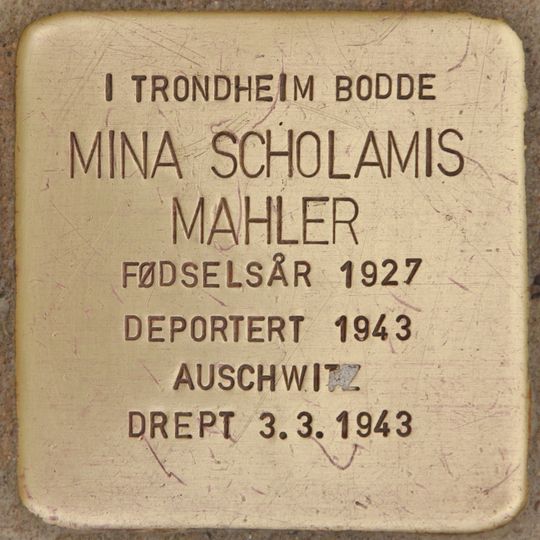 I TRONDHEIM BODDE
MINA SCHOLAMIS
MAHLER
FØDSELSÅR 1927
DEPORTERT 1943
AUSCHWITZ
DREPT 3.3.1943